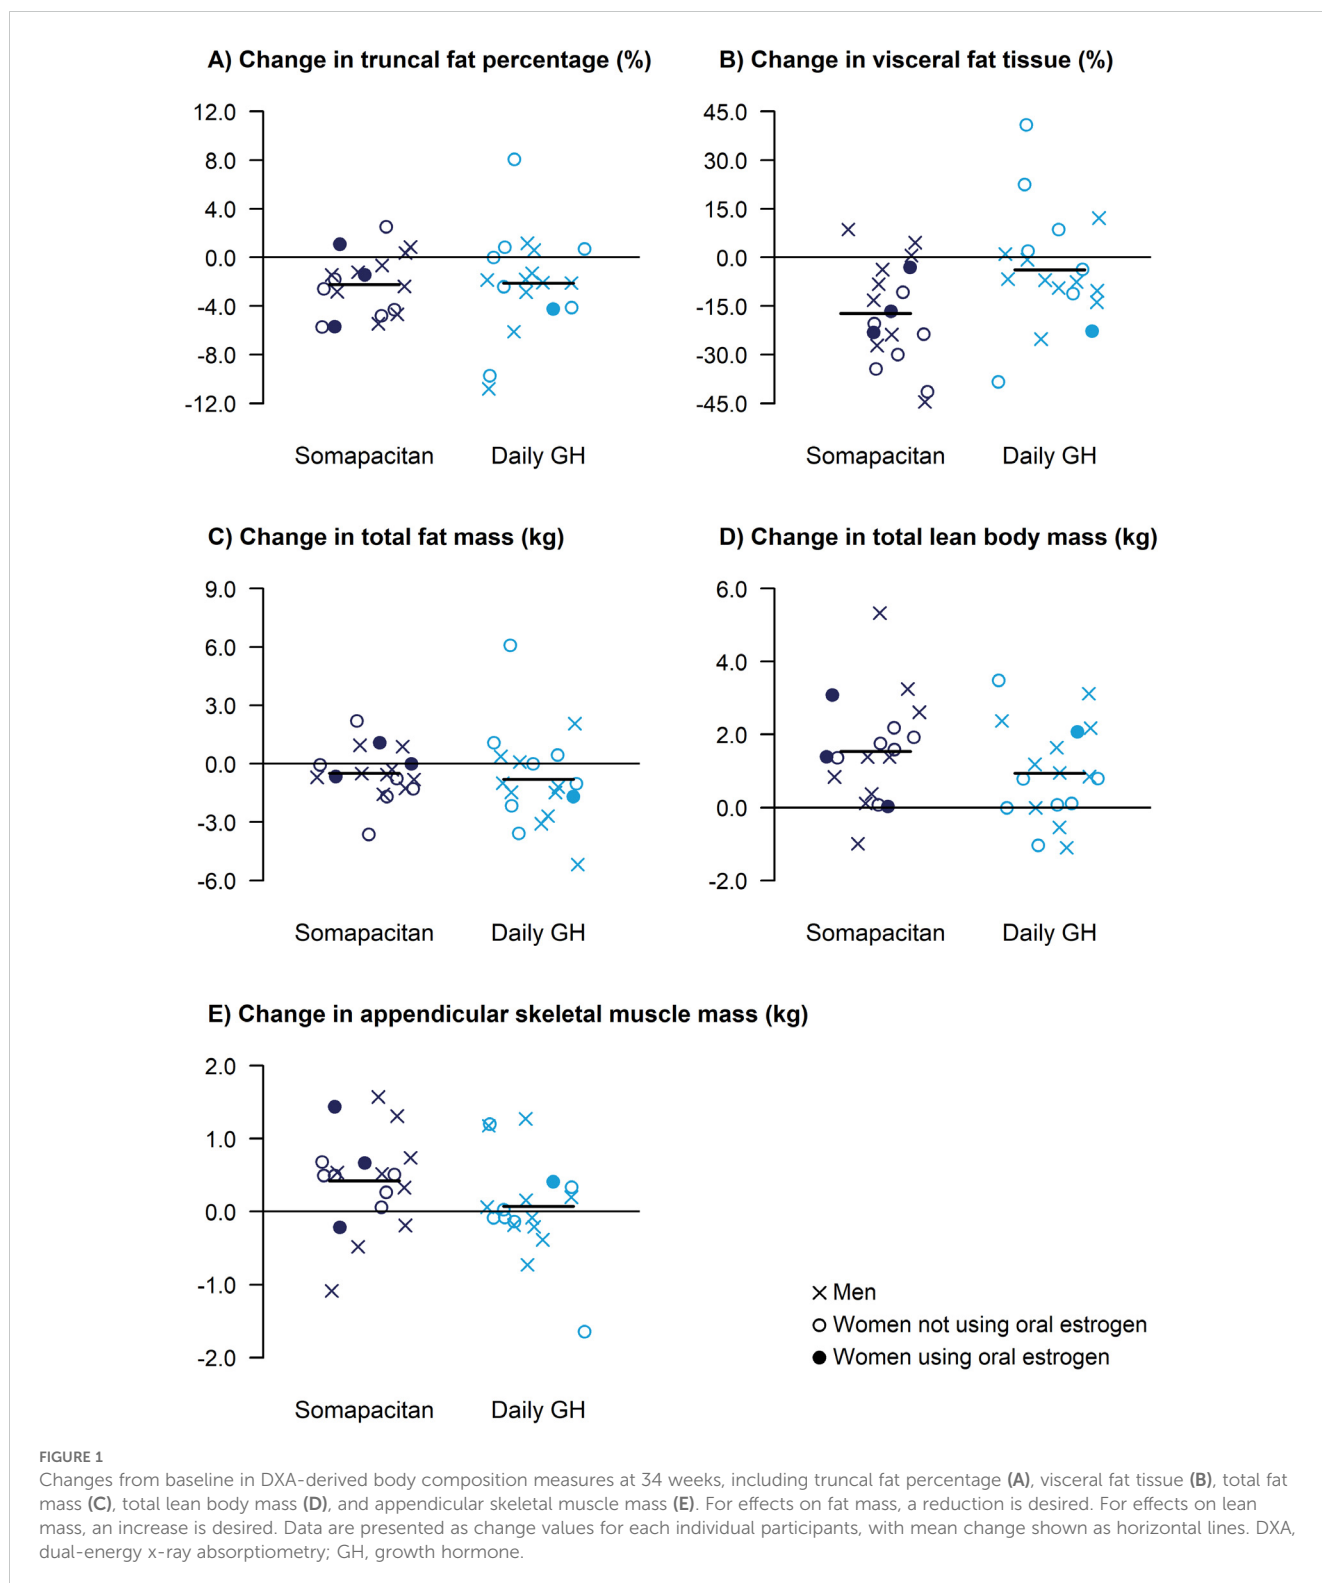 A) Change in truncal fat percentage (%)
12.0
8.0
4.0
0.0
-4.0
-8.0
-12.0
Somapacitan
Daily GH
B) Change in visceral fat tissue (%)
45.0
30.0
15.0
0.0
-15.0
-30.0
-45.0
Somapacitan
Daily GH
C) Change in total fat mass (kg)
9.0
6.0
3.0
0.0
-3.0
-6.0
Somapacitan
Daily GH
D) Change in total lean body mass (kg)
6.0
4.0
2.0
0.0
-2.0
Somapacitan
Daily GH
E) Change in appendicular skeletal muscle mass (kg)
2.0
1.0
0.0
-1.0
-2.0
Somapacitan
Daily GH
Men
Women not using oral estrogen
Women using oral estrogen
FIGURE 1
Changes from baseline in DXA-derived body composition measures at 34 weeks, including truncal fat percentage (A), visceral fat tissue (B), total fat
mass (C), total lean body mass (D), and appendicular skeletal muscle mass (E). For effects on fat mass, a reduction is desired. For effects on lean
mass, an increase is desired. Data are presented as change values for each individual participants, with mean change shown as horizontal lines. DXA,
dual-energy x-ray absorptiometry; GH, growth hormone.